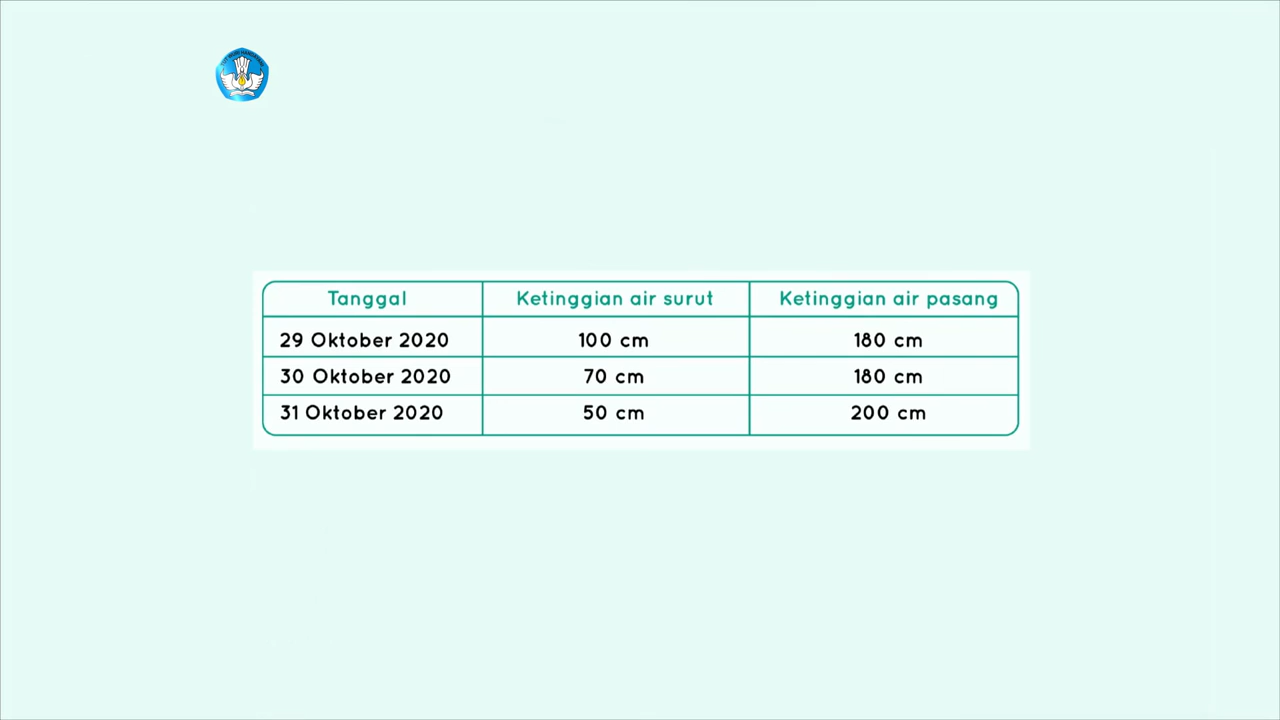 Tanggal Ketinggian air surut Ketinggian air pasang
29 Oktober 2020 100 cm 180 cm
30 Oktober 2020 70 cm 180 cm
31 Oktober 2020 50 cm 200 cm